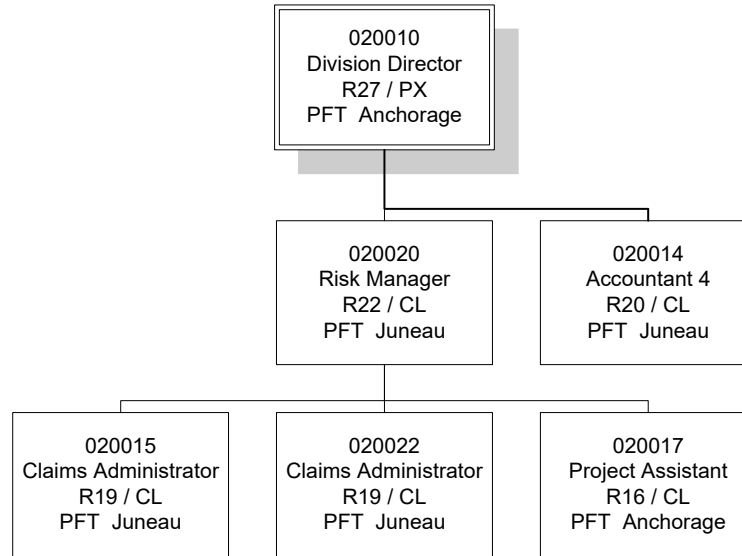 020010
Division Director
R27 / PX
PFT Anchorage
020020
Risk Manager
R22 / CL
PFT Juneau
020014
Accountant 4
R20 / CL
PFT Juneau
020015
Claims Administrator
R19 / CL
PFT Juneau
020022
Claims Administrator
R19 / CL
PFT Juneau
020017
Project Assistant
R16 / CL
PFT Anchorage